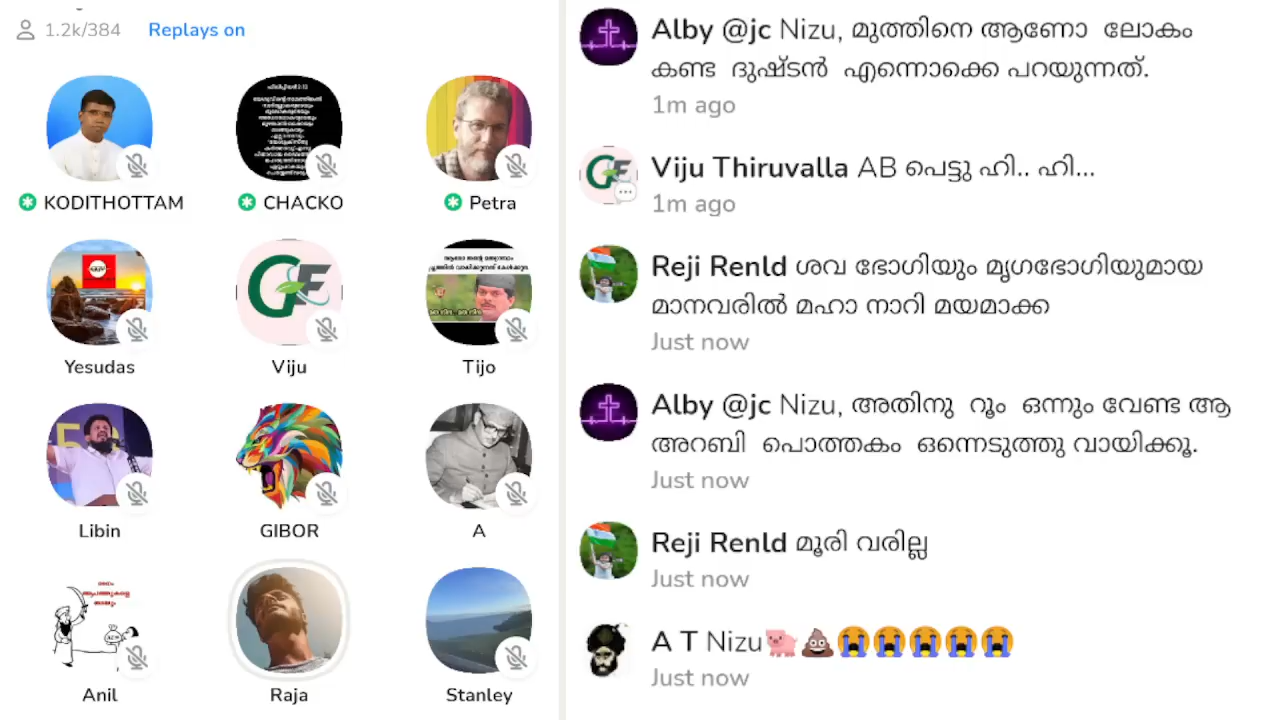 1.2k/384 Replays on
KODITHOTTAM
CHACKO
Petra
Yesudas
Viju
Tijo
Libin
GIBOR
A
Anil
Raja
Stanley
Alby @jc Nizu, മുത്തിനെ ആണോ ലോകം
കണ്ട ദുഷ്ടൻ എന്നൊക്കെ പറയുന്നത്.
1m ago
GF
Viju Thiruvalla AB പെട്ടു ഹി.. ഹി...
1m ago
Reji Renld ശവ ഭോഗിയും മൃഗഭോഗിയുമായ
മാനവരിൽ മഹാ നാറി മയമാക്ക
Just now
Alby @jc Nizu, അതിനു റൂം ഒന്നും വേണ്ട ആ
അറബി പൊത്തകം ഒന്നെടുത്തു വായിക്കൂ.
Just now
Reji Renld മൂരി വരില്ല
Just now
A T Nizu🐷💩😭😭😭😭😭
Just now